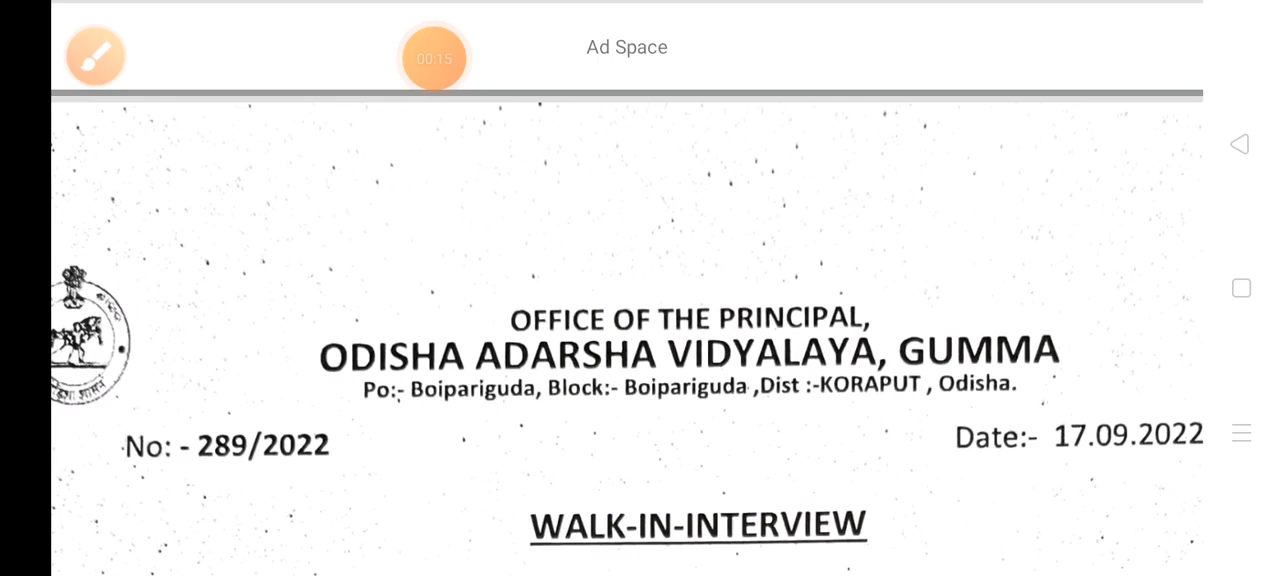 Ad Space
00:15
OFFICE OF THE PRINCIPAL,
ODISHA ADARSHA VIDYALAYA, GUMMA
Po:- Boipariguda, Block:- Boipariguda ,Dist :-KORAPUT , Odisha.
No: - 289/2022
Date:- 17.09.2022
WALK-IN-INTERVIEW